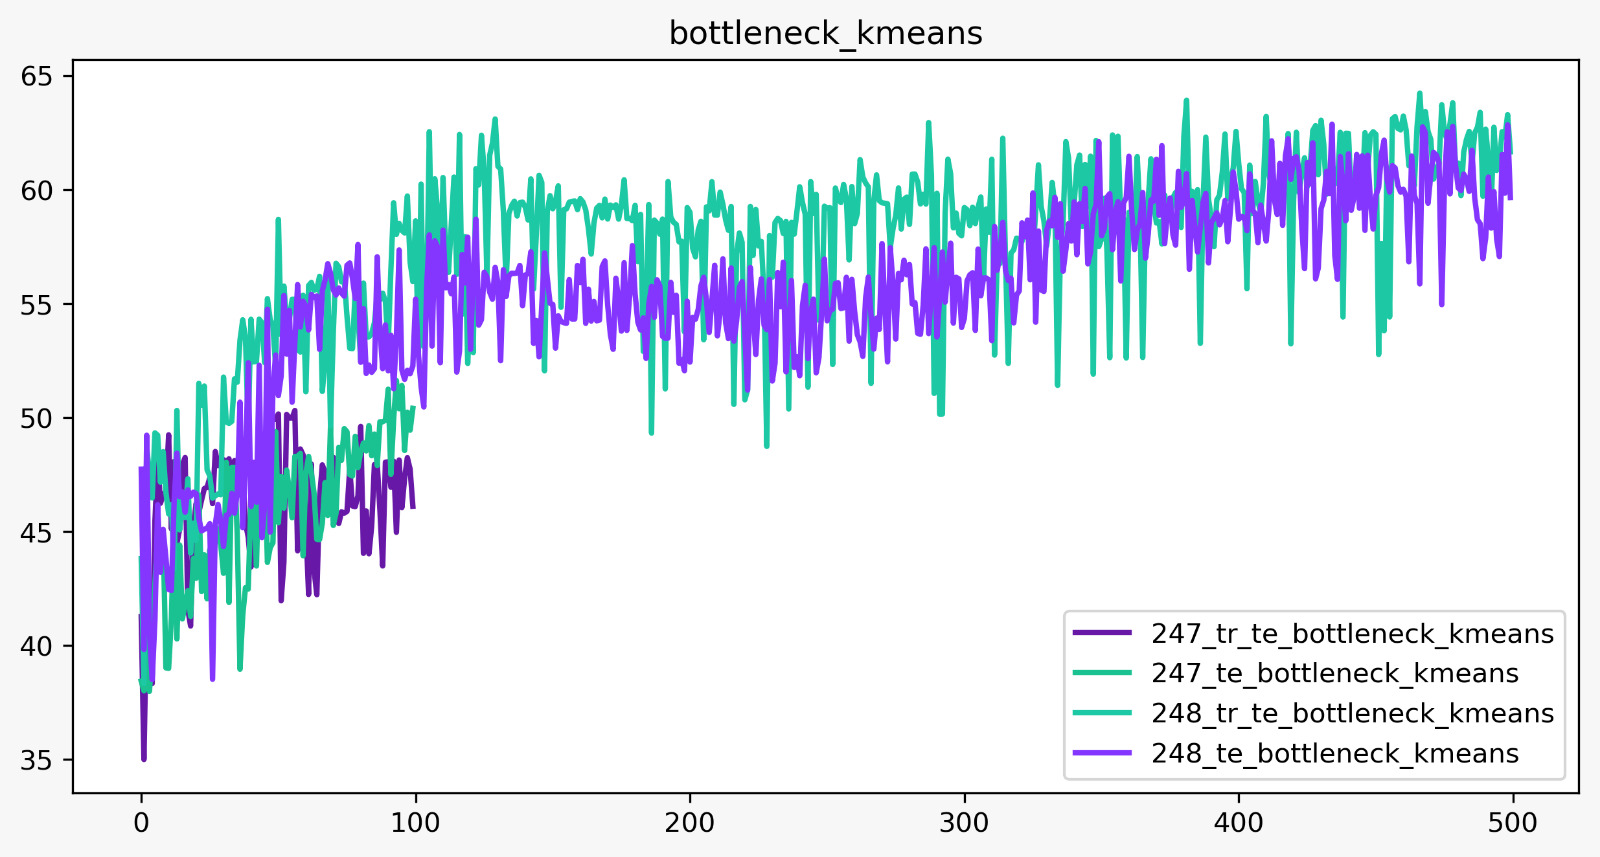 bottleneck_kmeans
65
60
55
50
45
40
35
0 100 200 300 400 500
247_tr_te_bottleneck_kmeans
247_te_bottleneck_kmeans
248_tr_te_bottleneck_kmeans
248_te_bottleneck_kmeans